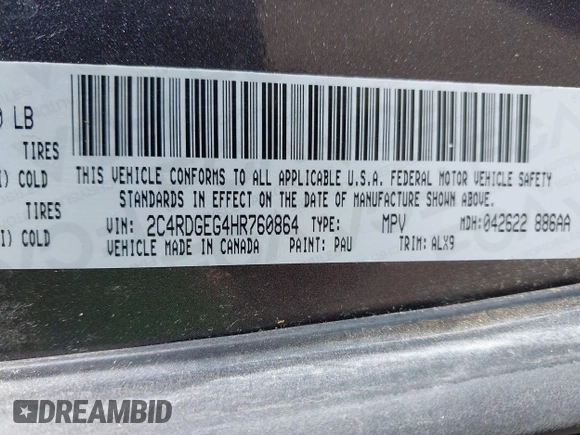 LB
TIRES
COLD
TIRES
COLD
THIS VEHICLE CONFORMS TO ALL APPLICABLE U.S.A. FEDERAL MOTOR VEHICLE SAFETY
STANDARDS IN EFFECT ON THE DATE OF MANUFACTURE SHOWN ABOVE.
VIN: 2C4RDGEG4HR760864 TYPE: MPV MDH: 042622 886AA
VEHICLE MADE IN CANADA PAINT: PAU TRIM: ALX9
DREAMBID